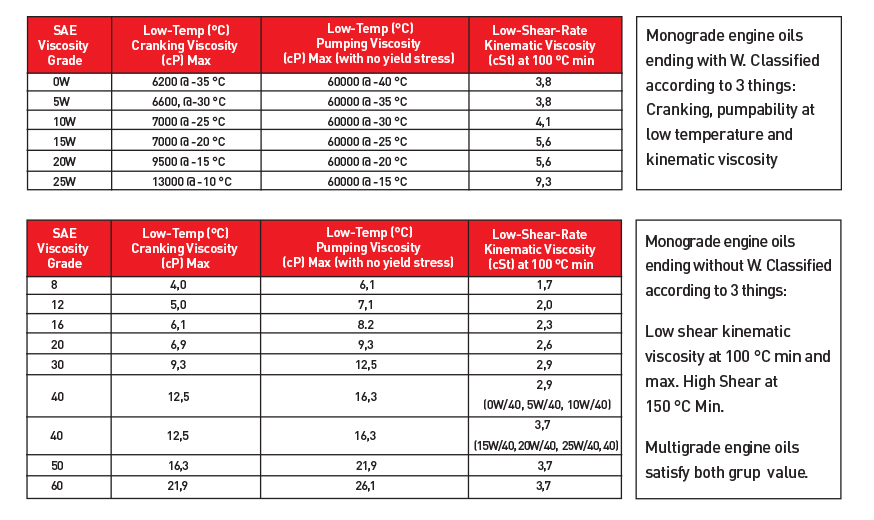 SAE Viscosity Grade | Low-Temp (°C) Cranking Viscosity (cP) Max | Low-Temp (°C) Pumping Viscosity (cP) Max (with no yield stress) | Low-Shear-Rate Kinematic Viscosity (cSt) at 100 °C min
0W | 6200 @ -35 °C | 60000 @ -40 °C | 3,8
5W | 6600, @-30 °C | 60000 @ -35 °C | 3,8
10W | 7000 @ -25 °C | 60000 @ -30 °C | 4,1
15W | 7000 @ -20 °C | 60000 @ -25 °C | 5,6
20W | 9500 @ -15 °C | 60000 @ -20 °C | 5,6
25W | 13000 @ -10 °C | 60000 @ -15 °C | 9,3
Monograde engine oils
ending with W. Classified
according to 3 things:
Cranking, pumpability at
low temperature and
kinematic viscosity
SAE Viscosity Grade | Low-Temp (°C) Cranking Viscosity (cP) Max | Low-Temp (°C) Pumping Viscosity (cP) Max (with no yield stress) | Low-Shear-Rate Kinematic Viscosity (cSt) at 100 °C min
8 | 4,0 | 6,1 | 1,7
12 | 5,0 | 7,1 | 2,0
16 | 6,1 | 8.2 | 2,3
20 | 6,9 | 9,3 | 2,6
30 | 9,3 | 12,5 | 2,9
40 | 12,5 | 16,3 | 2,9 (0W/40, 5W/40, 10W/40)
40 | 12,5 | 16,3 | 3,7 (15W/40, 20W/40, 25W/40, 40)
50 | 16,3 | 21,9 | 3,7
60 | 21,9 | 26,1 | 3,7
Monograde engine oils
ending without W. Classified
according to 3 things:
Low shear kinematic
viscosity at 100 °C min and
max. High Shear at
150 °C Min.
Multigrade engine oils
satisfy both grup value.